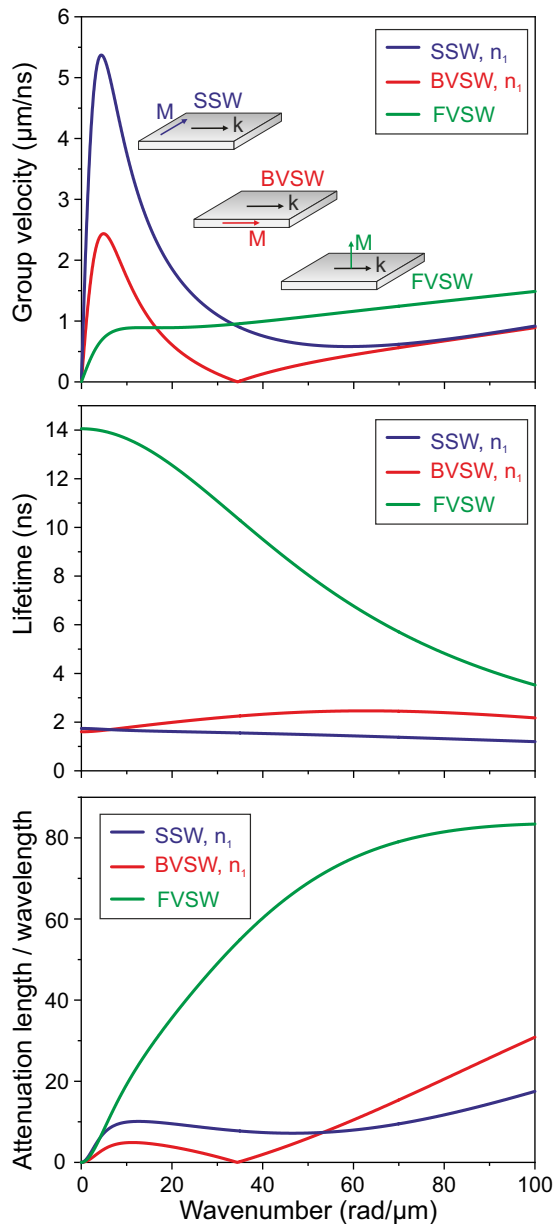 6
5
4
3
2
1
0
Group velocity (µm/ns)
SSW, n₁
BVSW, n₁
FVSW
M
SSW
k
BVSW
k
M
M
k
FVSW
14
12
10
8
6
4
2
0
Lifetime (ns)
SSW, n₁
BVSW, n₁
FVSW
80
60
40
20
0
Attenuation length / wavelength
SSW, n₁
BVSW, n₁
FVSW
0 20 40 60 80 100
Wavenumber (rad/µm)